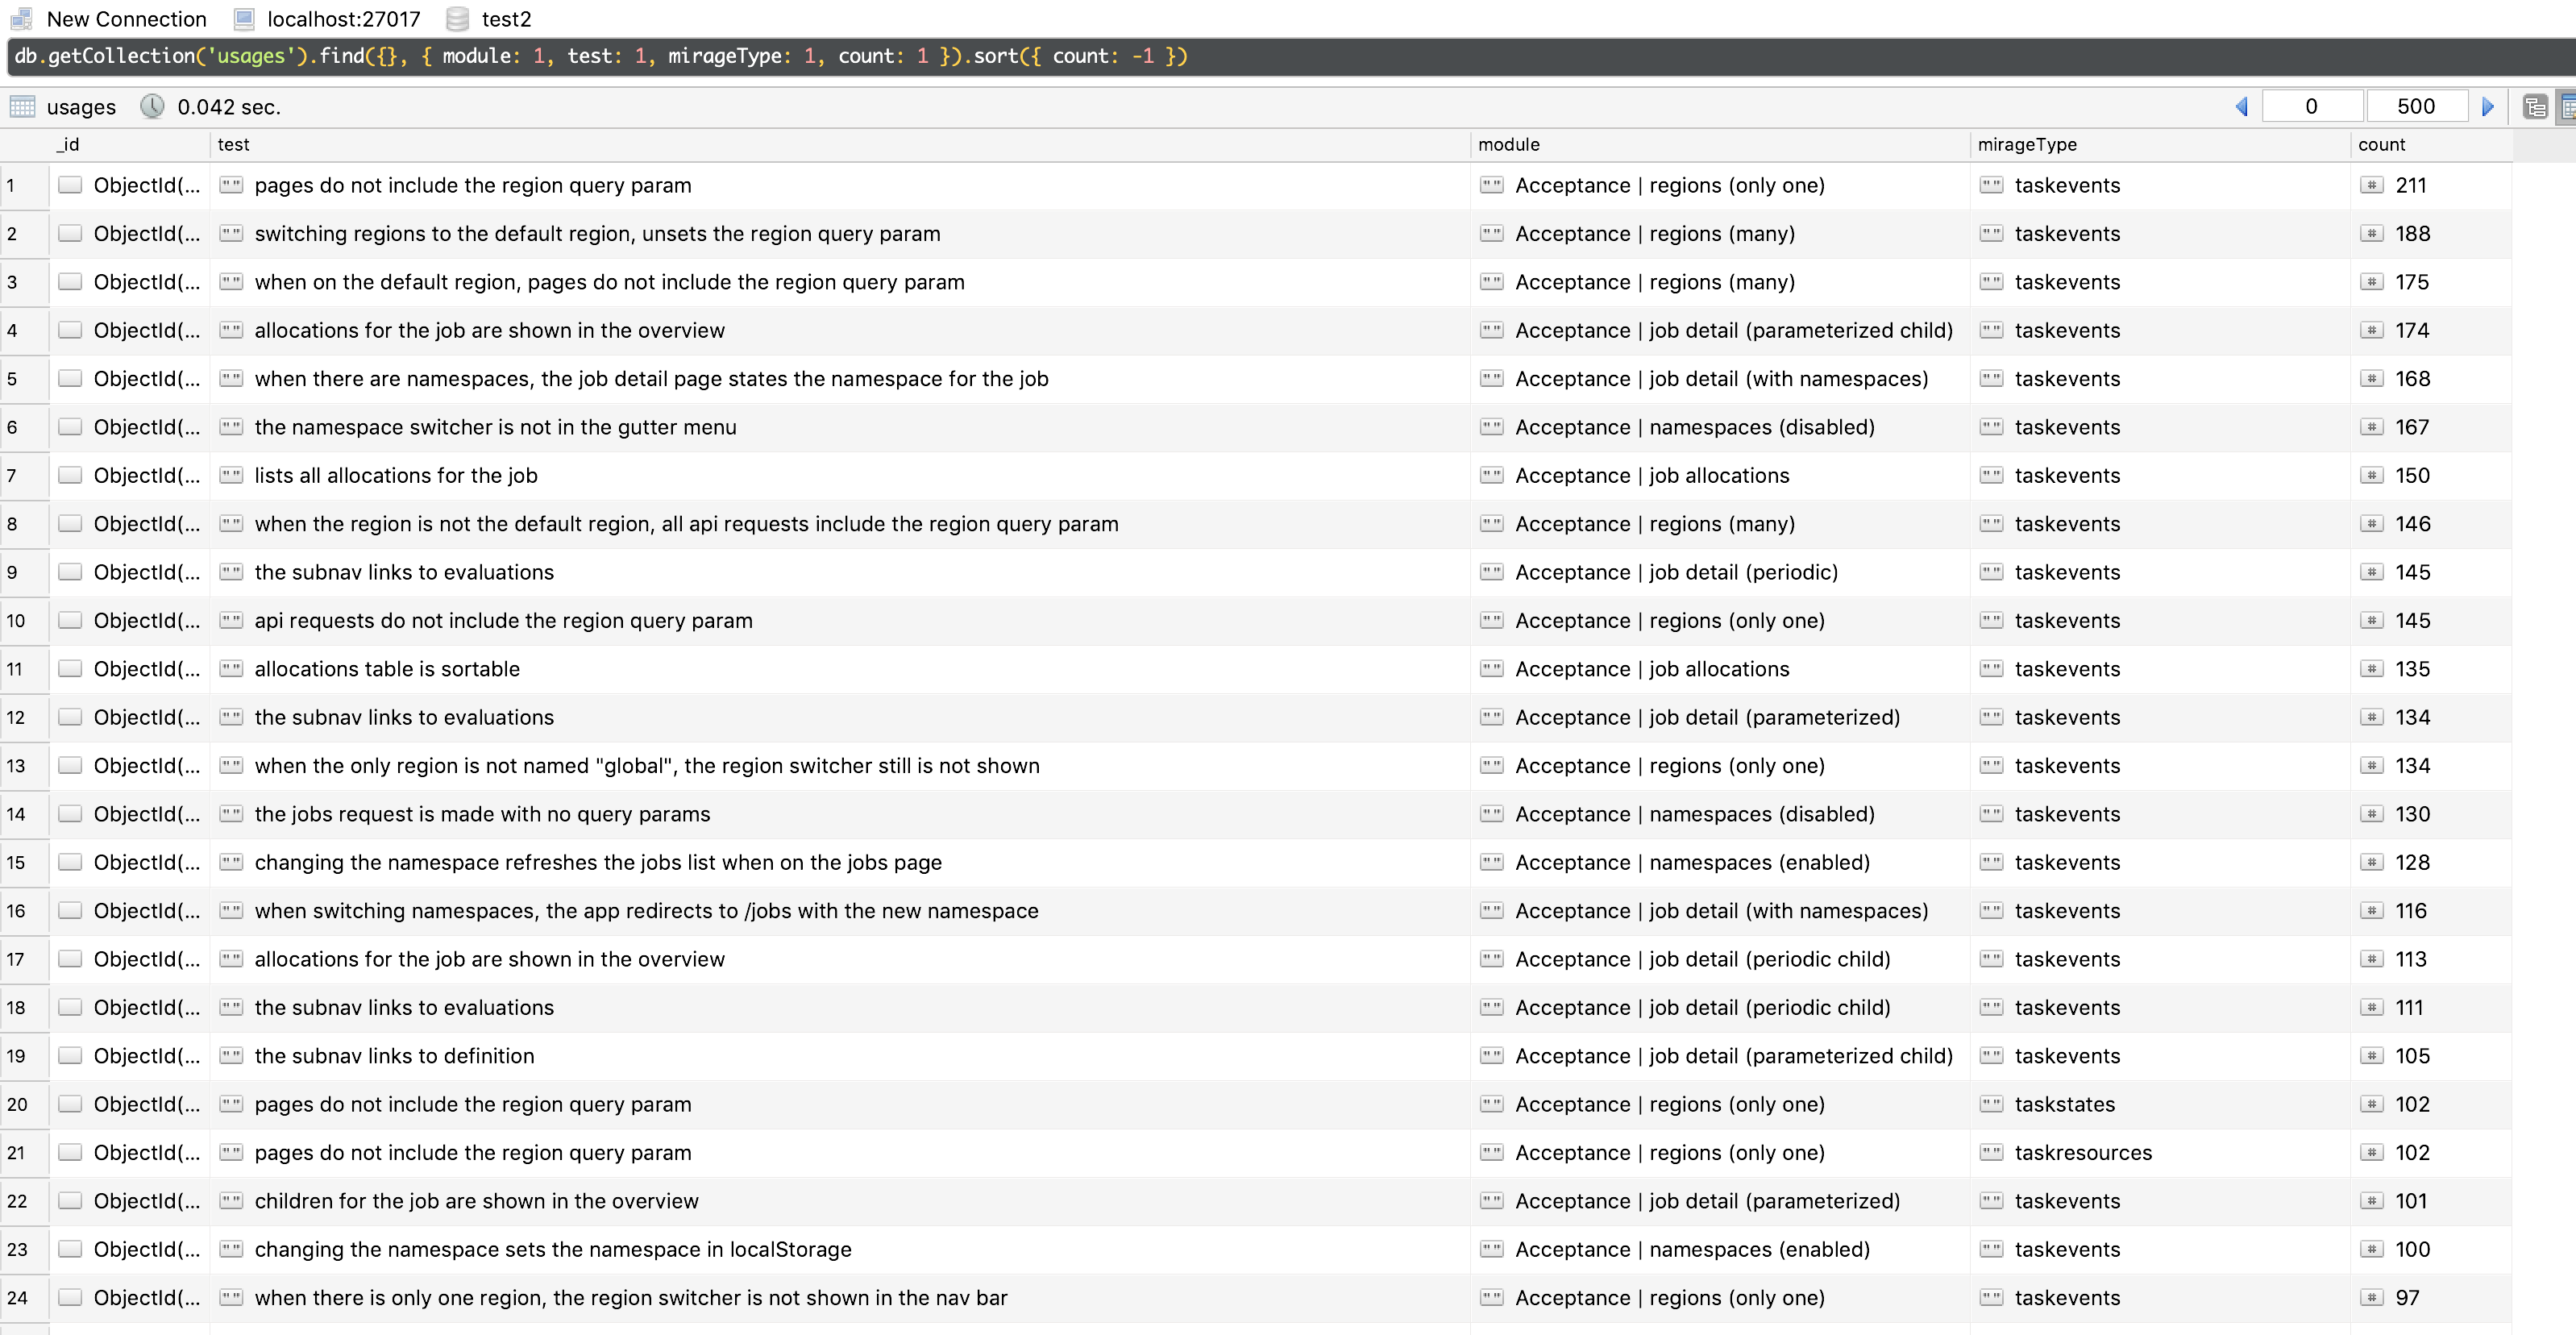 New Connection localhost:27017 test2
db.getCollection('usages').find({}, { module: 1, test: 1, mirageType: 1, count: 1 }).sort({ count: -1 })
usages 0.042 sec. 0 500
_id test module mirageType count
1 ObjectId(... "" pages do not include the region query param "" Acceptance | regions (only one) "" taskevents # 211
2 ObjectId(... "" switching regions to the default region, unsets the region query param "" Acceptance | regions (many) "" taskevents # 188
3 ObjectId(... "" when on the default region, pages do not include the region query param "" Acceptance | regions (many) "" taskevents # 175
4 ObjectId(... "" allocations for the job are shown in the overview "" Acceptance | job detail (parameterized child) "" taskevents # 174
5 ObjectId(... "" when there are namespaces, the job detail page states the namespace for the job "" Acceptance | job detail (with namespaces) "" taskevents # 168
6 ObjectId(... "" the namespace switcher is not in the gutter menu "" Acceptance | namespaces (disabled) "" taskevents # 167
7 ObjectId(... "" lists all allocations for the job "" Acceptance | job allocations "" taskevents # 150
8 ObjectId(... "" when the region is not the default region, all api requests include the region query param "" Acceptance | regions (many) "" taskevents # 146
9 ObjectId(... "" the subnav links to evaluations "" Acceptance | job detail (periodic) "" taskevents # 145
10 ObjectId(... "" api requests do not include the region query param "" Acceptance | regions (only one) "" taskevents # 145
11 ObjectId(... "" allocations table is sortable "" Acceptance | job allocations "" taskevents # 135
12 ObjectId(... "" the subnav links to evaluations "" Acceptance | job detail (parameterized) "" taskevents # 134
13 ObjectId(... "" when the only region is not named "global", the region switcher still is not shown "" Acceptance | regions (only one) "" taskevents # 134
14 ObjectId(... "" the jobs request is made with no query params "" Acceptance | namespaces (disabled) "" taskevents # 130
15 ObjectId(... "" changing the namespace refreshes the jobs list when on the jobs page "" Acceptance | namespaces (enabled) "" taskevents # 128
16 ObjectId(... "" when switching namespaces, the app redirects to /jobs with the new namespace "" Acceptance | job detail (with namespaces) "" taskevents # 116
17 ObjectId(... "" allocations for the job are shown in the overview "" Acceptance | job detail (periodic child) "" taskevents # 113
18 ObjectId(... "" the subnav links to evaluations "" Acceptance | job detail (periodic child) "" taskevents # 111
19 ObjectId(... "" the subnav links to definition "" Acceptance | job detail (parameterized child) "" taskevents # 105
20 ObjectId(... "" pages do not include the region query param "" Acceptance | regions (only one) "" taskstates # 102
21 ObjectId(... "" pages do not include the region query param "" Acceptance | regions (only one) "" taskresources # 102
22 ObjectId(... "" children for the job are shown in the overview "" Acceptance | job detail (parameterized) "" taskevents # 101
23 ObjectId(... "" changing the namespace sets the namespace in localStorage "" Acceptance | namespaces (enabled) "" taskevents # 100
24 ObjectId(... "" when there is only one region, the region switcher is not shown in the nav bar "" Acceptance | regions (only one) "" taskevents # 97